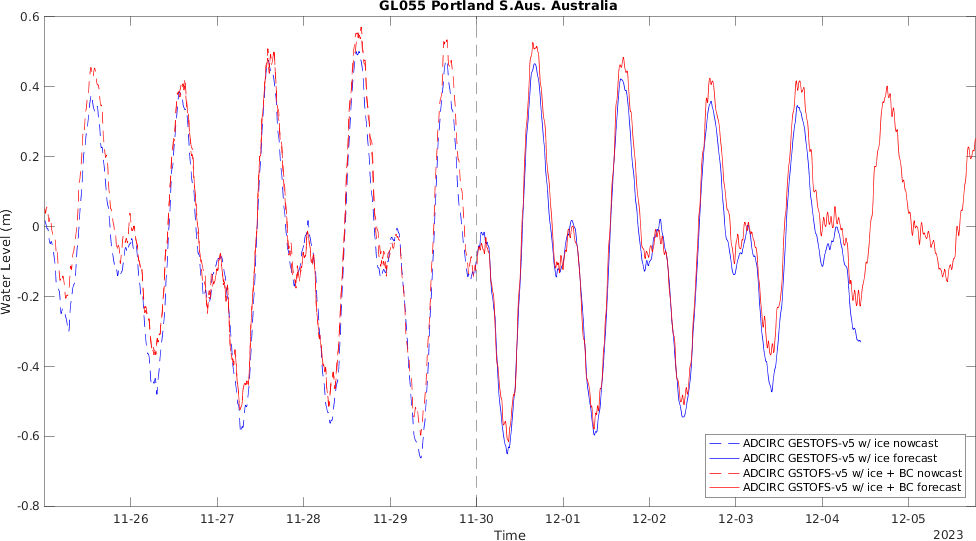 GL055 Portland S.Aus. Australia
0.6
0.4
0.2
0
-0.2
-0.4
-0.6
-0.8
Water Level (m)
ADCIRC GESTOFS-v5 w/ ice nowcast
ADCIRC GESTOFS-v5 w/ ice forecast
ADCIRC GSTOFS-v5 w/ ice + BC nowcast
ADCIRC GSTOFS-v5 w/ ice + BC forecast
11-26 11-27 11-28 11-29 11-30 12-01 12-02 12-03 12-04 12-05
Time
2023